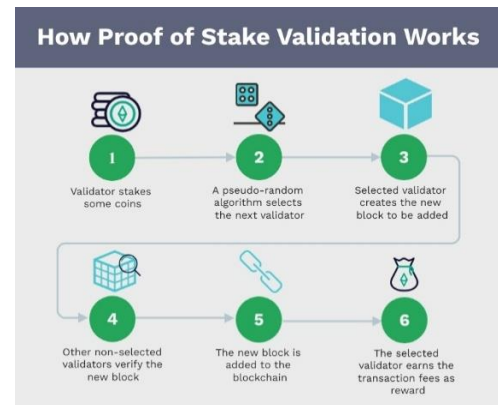 How Proof of Stake Validation Works
1
2
3
Validator stakes
some coins
A pseudo-random
algorithm selects
the next validator
Selected validator
creates the new
block to be added
4
5
6
Other non-selected
validators verify the
new block
The new block is
added to the
blockchain
The selected
validator earns the
transaction fees as
reward